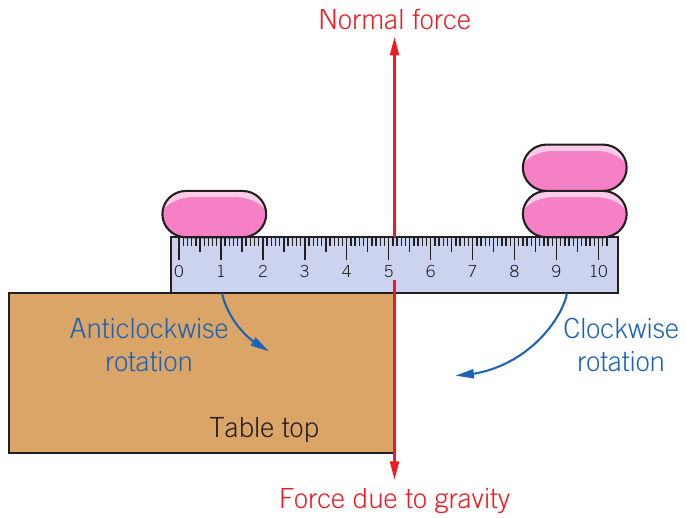 Normal force
0 1 2 3 4 5 6 7 8 9 10
Anticlockwise
rotation
Clockwise
rotation
Table top
Force due to gravity